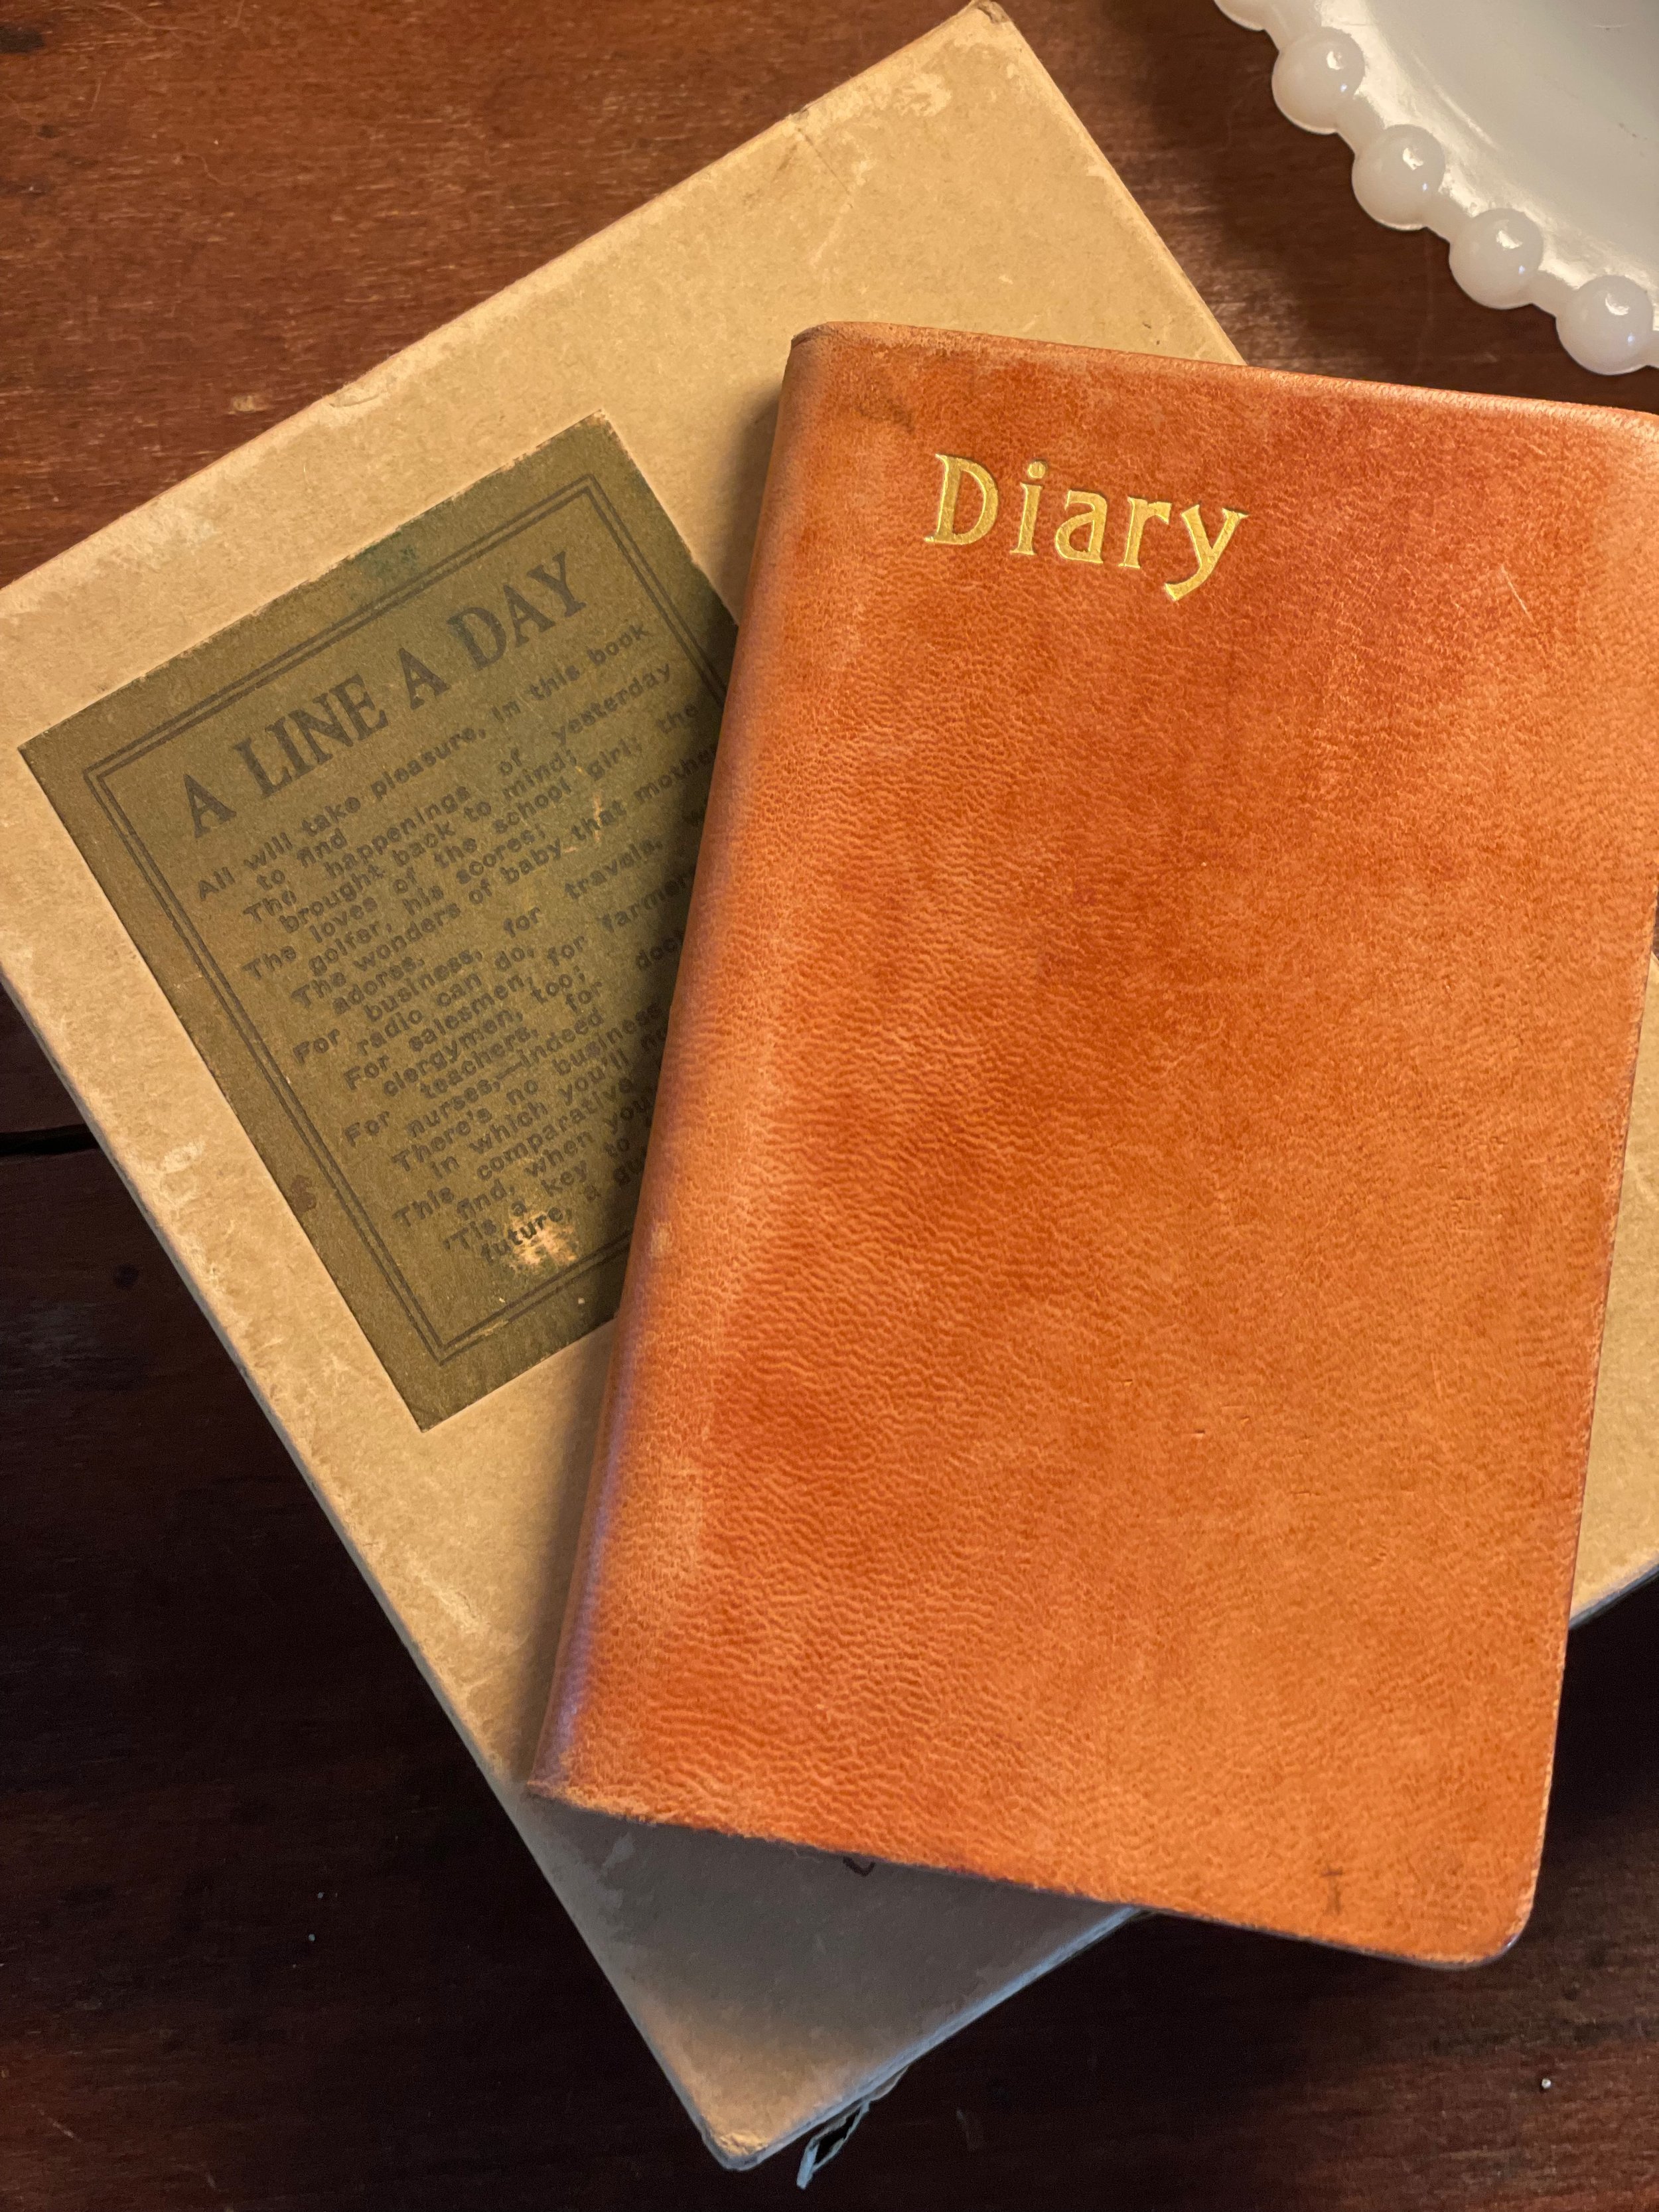 Diary
A LINE A DAY
All will take pleasure, in this book
to find
The happenings of yesterday
brought back to mind;
The loves of the school girl; the
golfer, his scores;
The wonders of baby that mother
adores.
For business, for travels,
radio can do,
For salesmen, for farmers
clergymen, too;
For teachers, for
nurses,—indeed
There's no business
in which you'll
This comparative
find, when you
'Tis a key to
future, a